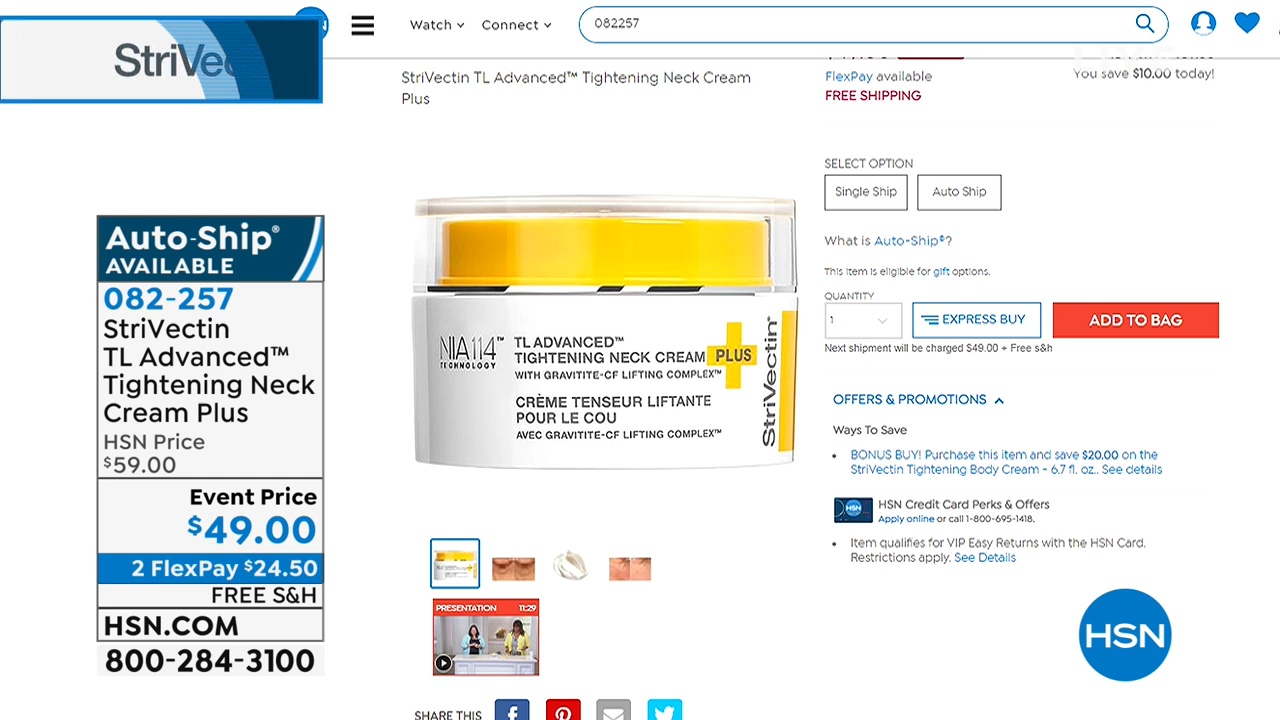 StriVec
Watch
Connect
082257
StriVectin TL Advanced™ Tightening Neck Cream
Plus
FlexPay available
FREE SHIPPING
You save $10.00 today!
SELECT OPTION
Single Ship
Auto Ship
What is Auto-Ship®?
This item is eligible for gift options.
QUANTITY
1
EXPRESS BUY
ADD TO BAG
Next shipment will be charged $49.00 + Free s&h
OFFERS & PROMOTIONS
Ways To Save
• BONUS BUY! Purchase this item and save $20.00 on the
StriVectin Tightening Body Cream - 6.7 fl. oz.. See details
HSN
HSN Credit Card Perks & Offers
Apply online or call 1-800-695-1418.
• Item qualifies for VIP Easy Returns with the HSN Card.
Restrictions apply. See Details
Auto-Ship®
AVAILABLE
082-257
StriVectin
TL Advanced™
Tightening Neck
Cream Plus
HSN Price
$59.00
Event Price
$49.00
2 FlexPay $24.50
FREE S&H
HSN.COM
800-284-3100
NIA114™
TECHNOLOGY
TL ADVANCED™
TIGHTENING NECK CREAM PLUS
WITH GRAVITITE-CF LIFTING COMPLEX™
CRÈME TENSEUR LIFTANTE
POUR LE COU
AVEC GRAVITITE-CF LIFTING COMPLEX™
StriVectin®
PRESENTATION 11:29
SHARE THIS
HSN